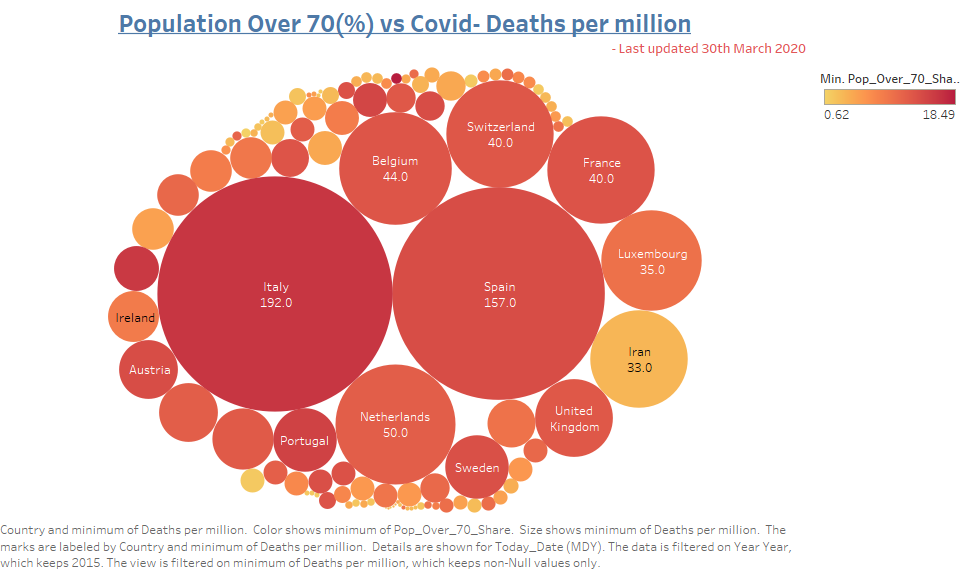 Population Over 70(%) vs Covid- Deaths per million
- Last updated 30th March 2020
Min. Pop_Over_70_Sha..
0.62 18.49
Switzerland
40.0
Belgium
44.0
France
40.0
Luxembourg
35.0
Italy
192.0
Spain
157.0
Ireland
Iran
33.0
Austria
Netherlands
50.0
United
Kingdom
Portugal
Sweden
Country and minimum of Deaths per million.  Color shows minimum of Pop_Over_70_Share.  Size shows minimum of Deaths per million.  The
marks are labeled by Country and minimum of Deaths per million.  Details are shown for Today_Date (MDY). The data is filtered on Year Year,
which keeps 2015. The view is filtered on minimum of Deaths per million, which keeps non-Null values only.